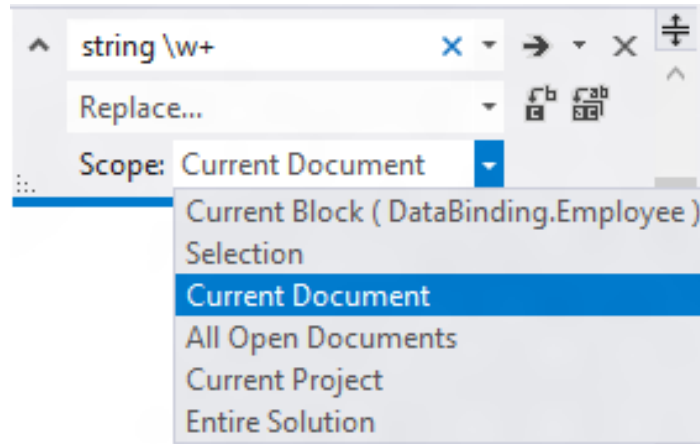 string \w+
Replace...
Scope: Current Document
Current Block ( DataBinding.Employee )
Selection
Current Document
All Open Documents
Current Project
Entire Solution